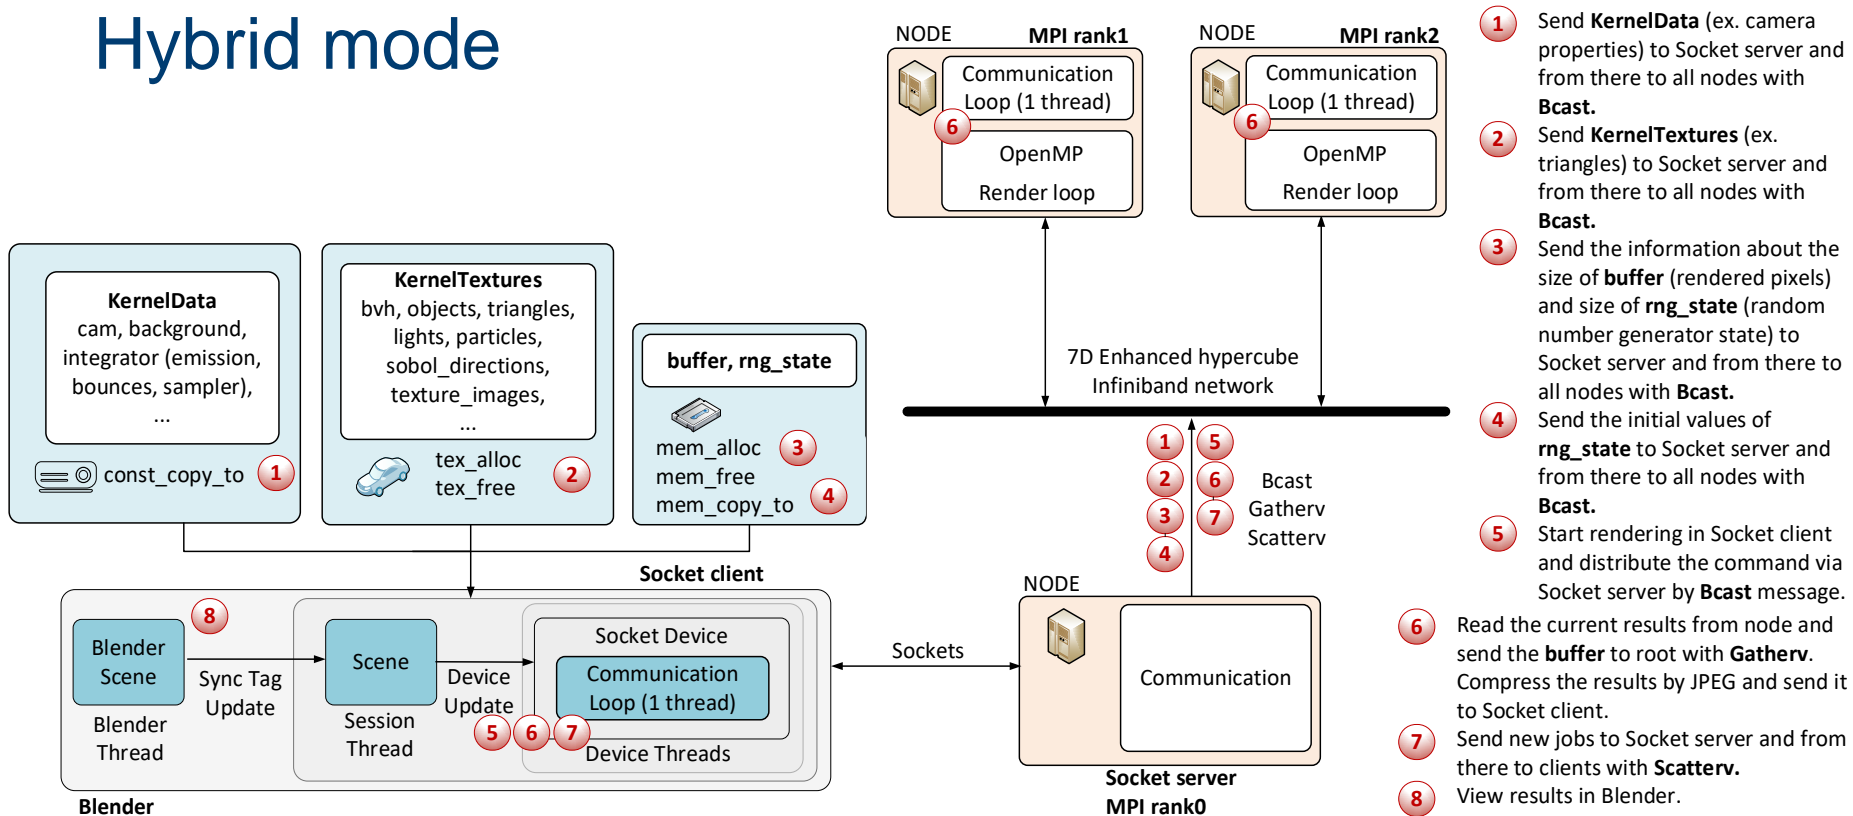 Hybrid mode
NODE
MPI rank1
Communication
Loop (1 thread)
6
OpenMP
Render loop
NODE
MPI rank2
Communication
Loop (1 thread)
6
OpenMP
Render loop
KernelData
cam, background,
integrator (emission,
bounces, sampler),
...
const_copy_to
1
KernelTextures
bvh, objects, triangles,
lights, particles,
sobol_directions,
texture_images,
...
tex_alloc
tex_free
2
buffer, rng_state
mem_alloc
mem_free
mem_copy_to
3
4
7D Enhanced hypercube
Infiniband network
1
2
3
4
5
6
7
Bcast
Gatherv
Scatterv
Socket client
8
Blender
Scene
Blender
Thread
Sync Tag
Update
Scene
Session
Thread
Device
Update
Socket Device
Communication
Loop (1 thread)
5
6
7
Device Threads
Blender
Sockets
NODE
Communication
Socket server
MPI rank0
1 Send KernelData (ex. camera
properties) to Socket server and
from there to all nodes with
Bcast.
2 Send KernelTextures (ex.
triangles) to Socket server and
from there to all nodes with
Bcast.
3 Send the information about the
size of buffer (rendered pixels)
and size of rng_state (random
number generator state) to
Socket server and from there to
all nodes with Bcast.
4 Send the initial values of
rng_state to Socket server and
from there to all nodes with
Bcast.
5 Start rendering in Socket client
and distribute the command via
Socket server by Bcast message.
6 Read the current results from node and
send the buffer to root with Gatherv.
Compress the results by JPEG and send it
to Socket client.
7 Send new jobs to Socket server and from
there to clients with Scatterv.
8 View results in Blender.